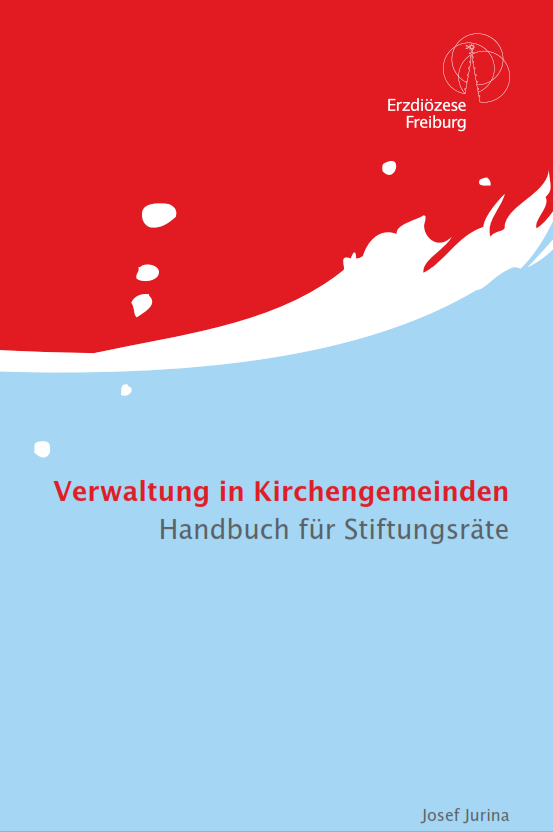 Erzdiözese
Freiburg
Verwaltung in Kirchengemeinden
Handbuch für Stiftungsräte
Josef Jurina